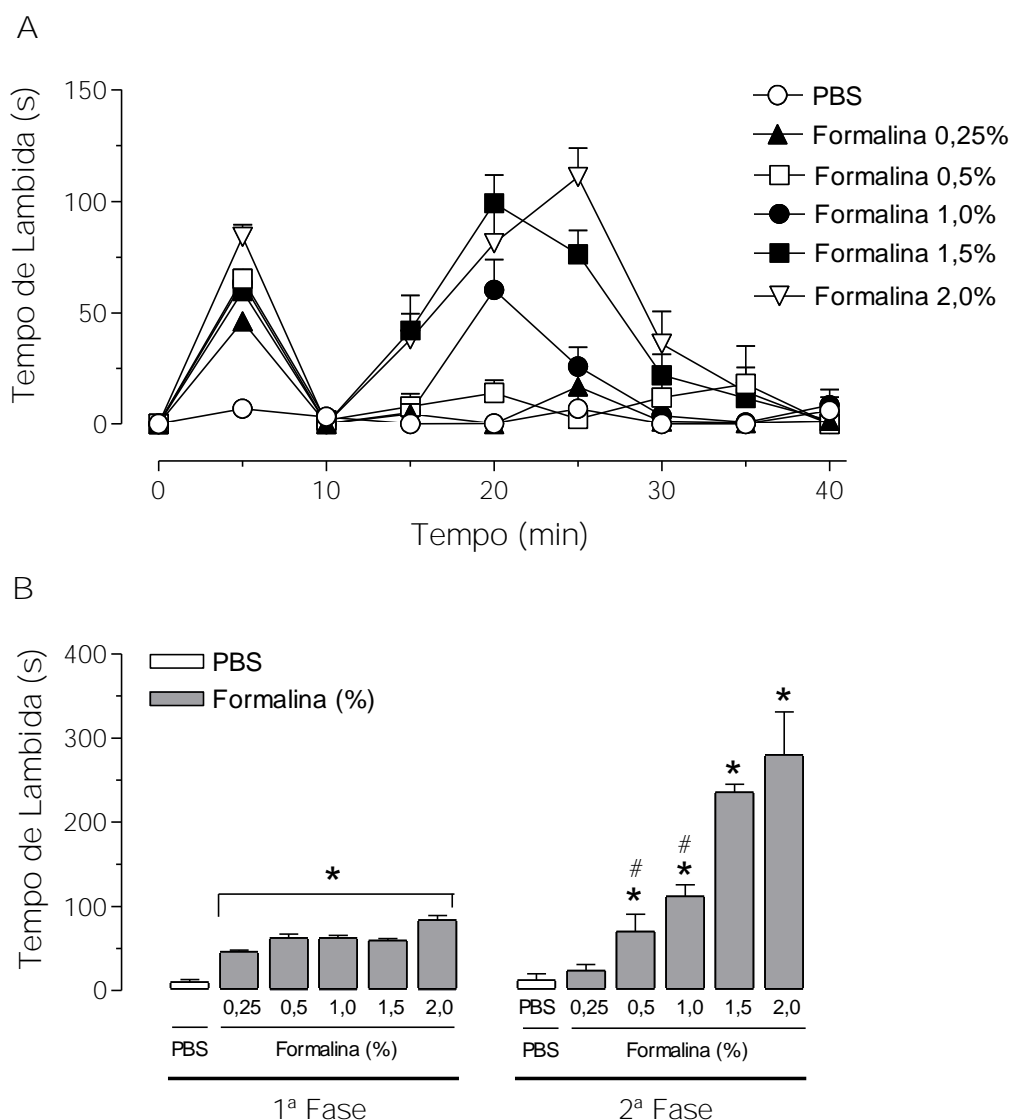 A
Tempo de Lambida (s)
150
100
50
0
PBS
Formalina 0,25%
Formalina 0,5%
Formalina 1,0%
Formalina 1,5%
Formalina 2,0%
0 10 20 30 40
Tempo (min)
B
Tempo de Lambida (s)
400
300
200
100
0
PBS
Formalina (%)
*
#
*
#
*
*
*
0,25 0,5 1,0 1,5 2,0
PBS 0,25 0,5 1,0 1,5 2,0
PBS Formalina (%)
PBS Formalina (%)
1ª Fase
2ª Fase